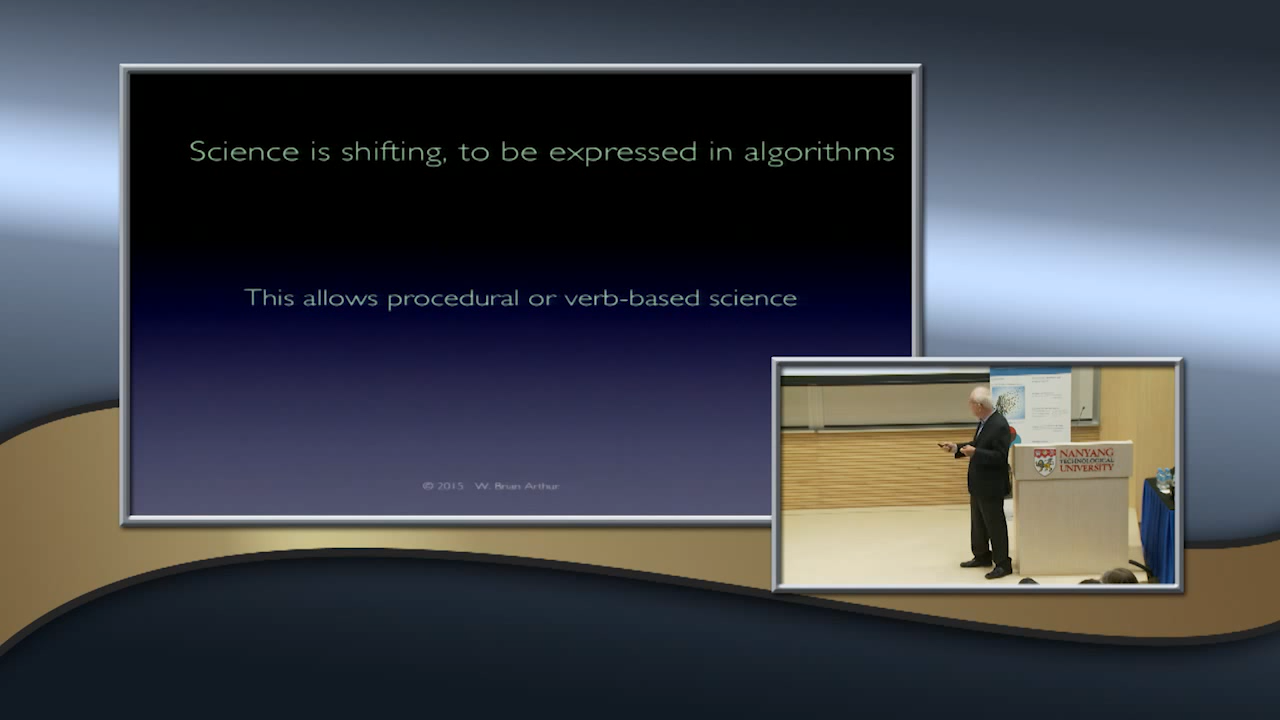 Science is shifting, to be expressed in algorithms
This allows procedural or verb-based science
© 2015 W. Brian Arthur
NANYANG
TECHNOLOGICAL
UNIVERSITY